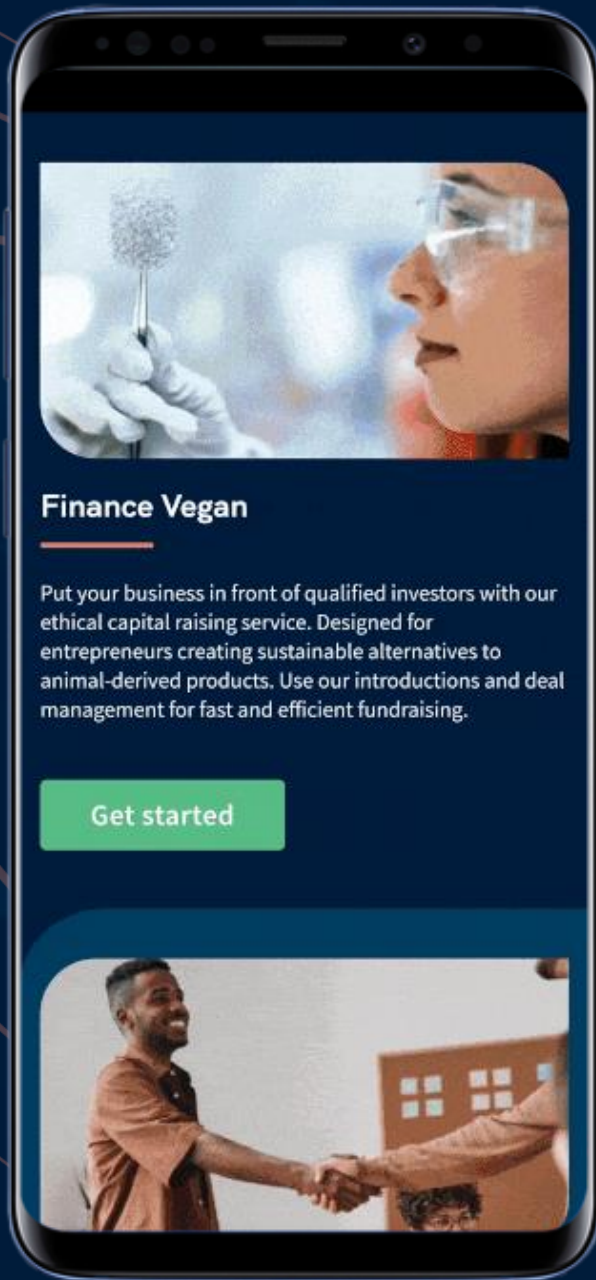 Finance Vegan
Put your business in front of qualified investors with our
ethical capital raising service. Designed for
entrepreneurs creating sustainable alternatives to
animal-derived products. Use our introductions and deal
management for fast and efficient fundraising.
Get started